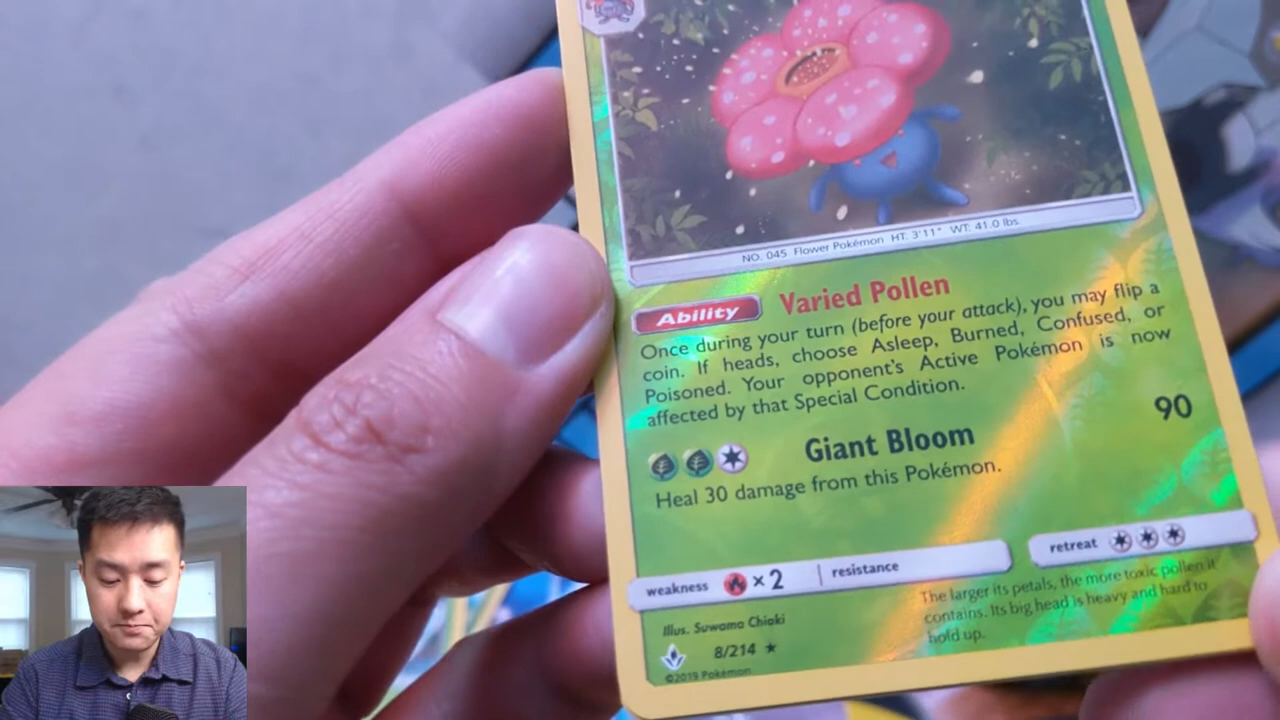 NO. 045 Flower Pokémon HT: 3'11" WT: 41.0 lbs.
Ability Varied Pollen
Once during your turn (before your attack), you may flip a
coin. If heads, choose Asleep, Burned, Confused, or
Poisoned. Your opponent's Active Pokémon is now
affected by that Special Condition.
Giant Bloom 90
Heal 30 damage from this Pokémon.
weakness ×2 resistance retreat
The larger its petals, the more toxic pollen it
contains. Its big head is heavy and hard to
hold up.
Illus. Suwama Chiaki
8/214 ★
©2019 Pokémon